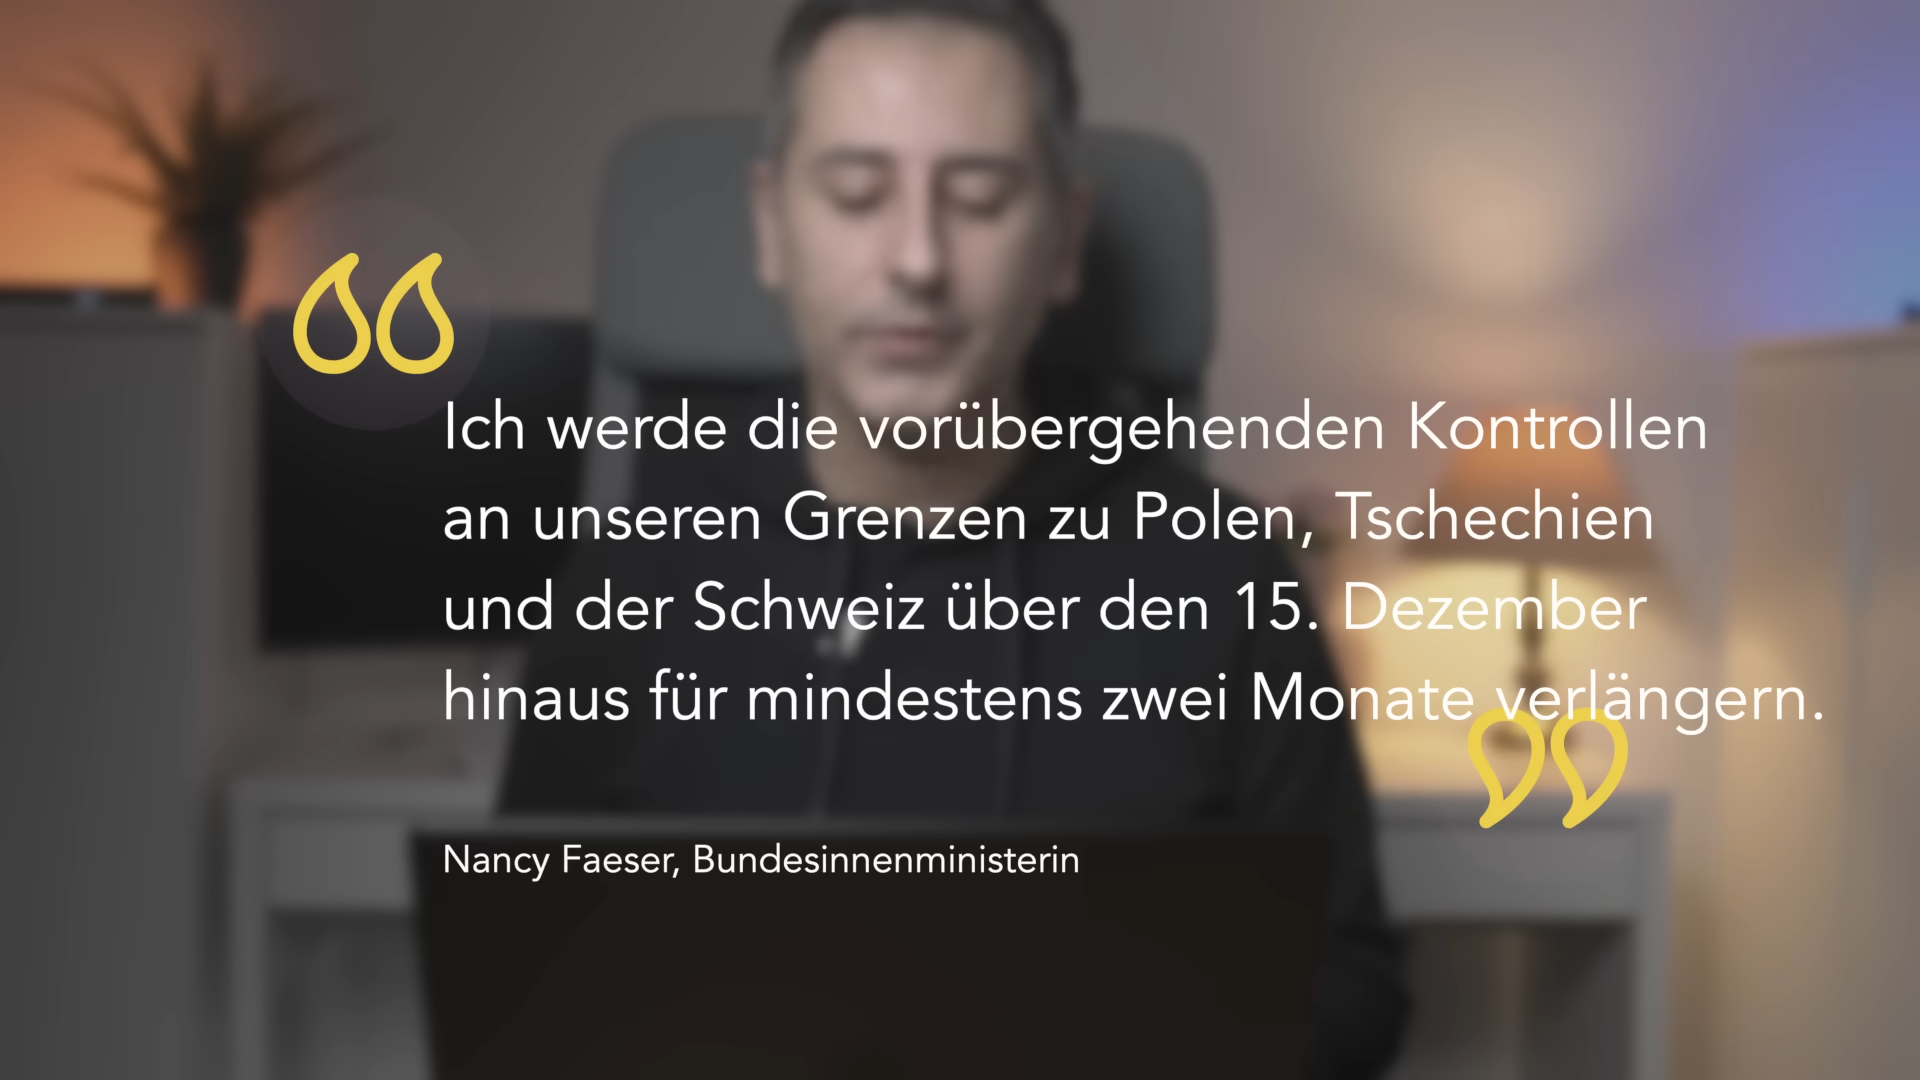 Ich werde die vorübergehenden Kontrollen
an unseren Grenzen zu Polen, Tschechien
und der Schweiz über den 15. Dezember
hinaus für mindestens zwei Monate verlängern.
Nancy Faeser, Bundesinnenministerin